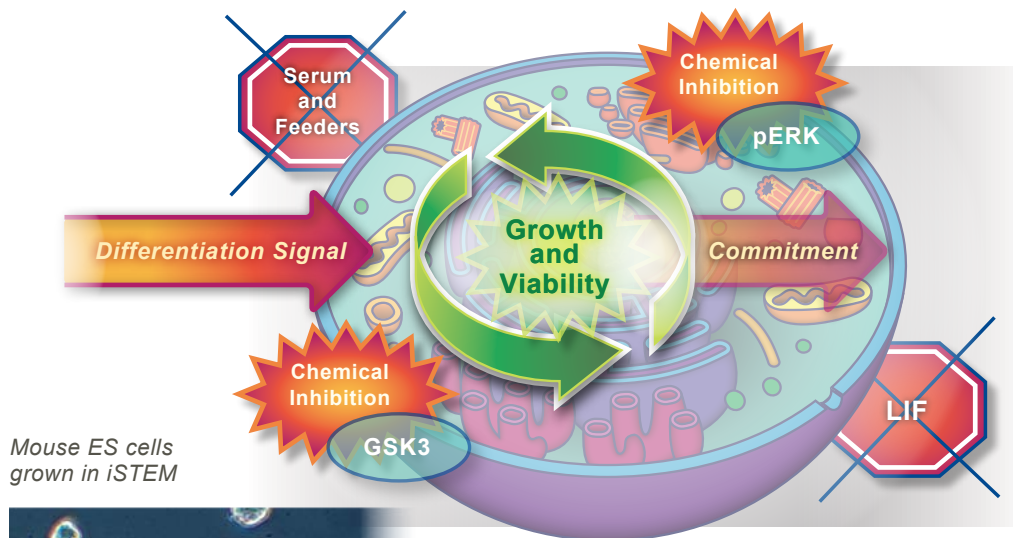 Serum
and
Feeders
Chemical
Inhibition
pERK
Differentiation Signal
Growth
and
Viability
Commitment
Chemical
Inhibition
GSK3
LIF
Mouse ES cells
grown in iSTEM